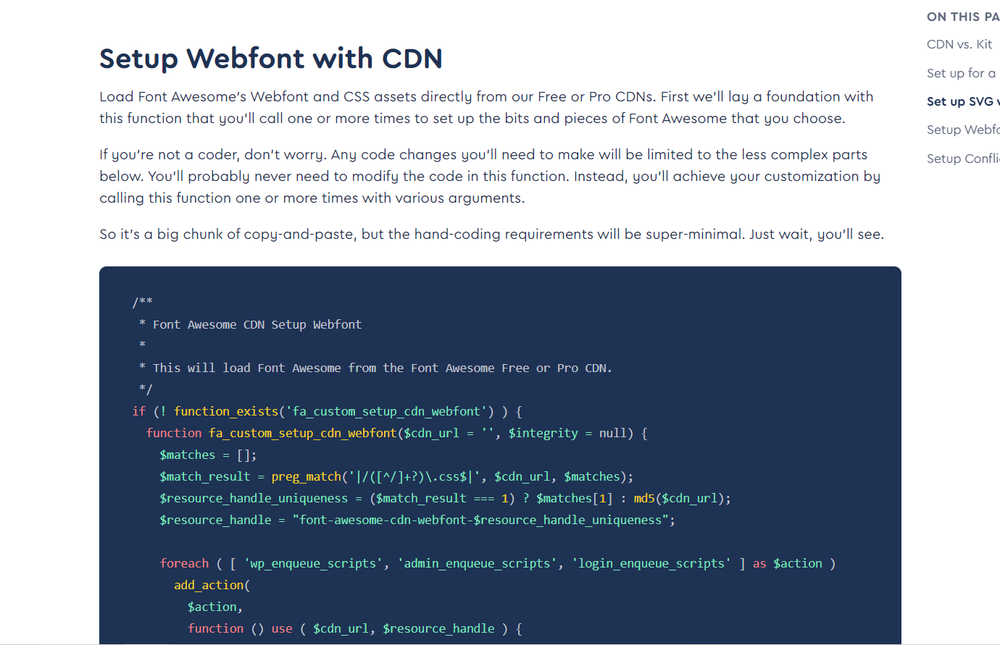 Setup Webfont with CDN
Load Font Awesome's Webfont and CSS assets directly from our Free or Pro CDNs. First we'll lay a foundation with
this function that you'll call one or more times to set up the bits and pieces of Font Awesome that you choose.
If you're not a coder, don't worry. Any code changes you'll need to make will be limited to the less complex parts
below. You'll probably never need to modify the code in this function. Instead, you'll achieve your customization by
calling this function one or more times with various arguments.
So it's a big chunk of copy-and-paste, but the hand-coding requirements will be super-minimal. Just wait, you'll see.
/**
 * Font Awesome CDN Setup Webfont
 *
 * This will load Font Awesome from the Font Awesome Free or Pro CDN.
 */
if (! function_exists('fa_custom_setup_cdn_webfont') ) {
  function fa_custom_setup_cdn_webfont($cdn_url = '', $integrity = null) {
    $matches = [];
    $match_result = preg_match('|/([^/]+?)\.css$|', $cdn_url, $matches);
    $resource_handle_uniqueness = ($match_result === 1) ? $matches[1] : md5($cdn_url);
    $resource_handle = "font-awesome-cdn-webfont-$resource_handle_uniqueness";
    foreach ( [ 'wp_enqueue_scripts', 'admin_enqueue_scripts', 'login_enqueue_scripts' ] as $action )
      add_action(
        $action,
        function () use ( $cdn_url, $resource_handle ) {
ON THIS PA
CDN vs. Kit
Set up for a
Set up SVG
Setup Webfo
Setup Confli